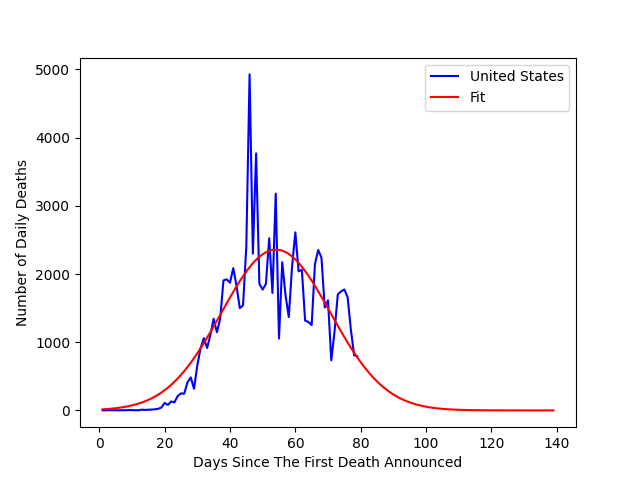 United States
Fit
5000
4000
3000
2000
1000
0
Number of Daily Deaths
0 20 40 60 80 100 120 140
Days Since The First Death Announced